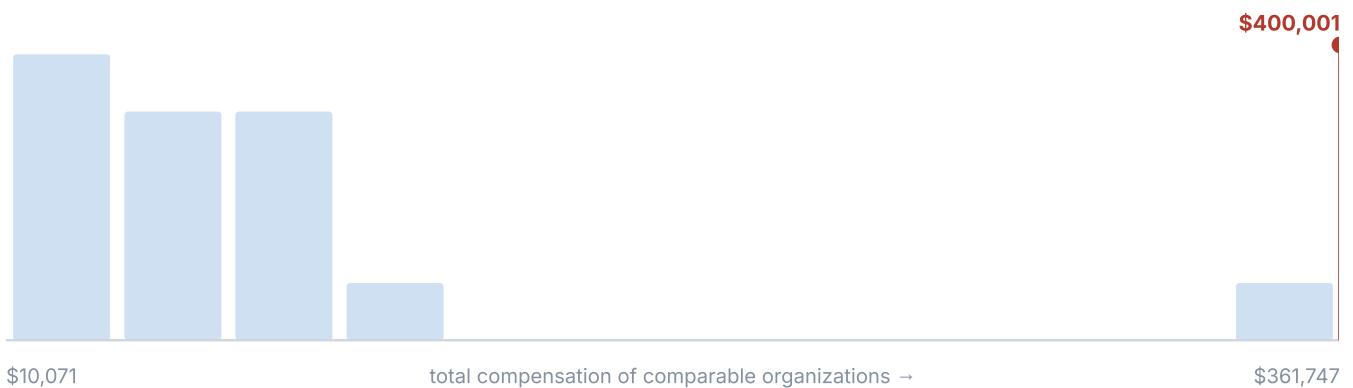 $400,001
$10,071 total compensation of comparable organizations → $361,747